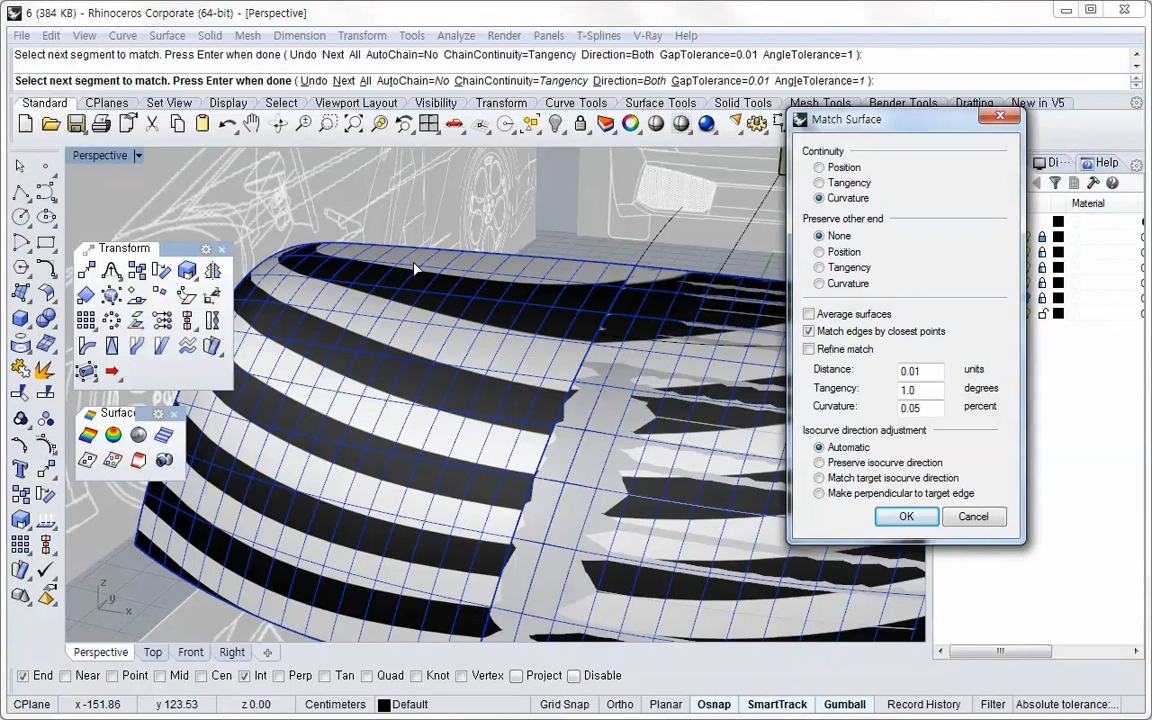 6 (384 KB) - Rhinoceros Corporate (64-bit) - [Perspective]
File Edit View Curve Surface Solid Mesh Dimension Transform Tools Analyze Render Panels T-Splines V-Ray Help
Select next segment to match. Press Enter when done ( Undo Next All AutoChain=No ChainContinuity=Tangency Direction=Both GapTolerance=0.01 AngleTolerance=1 ):
Select next segment to match. Press Enter when done ( Undo Next All AutoChain=No ChainContinuity=Tangency Direction=Both GapTolerance=0.01 AngleTolerance=1 ):
Standard CPlanes Set View Display Select Viewport Layout Visibility Transform Curve Tools Surface Tools Solid Tools Mesh Tools Render Tools Drafting New in V5
Match Surface
Perspective
Di··· Help
Continuity
Position
Tangency
Curvature
Material
Preserve other end
None
Position
Tangency
Curvature
Transform
Average surfaces
Match edges by closest points
Refine match
Distance: 0.01 units
Tangency: 1.0 degrees
Curvature: 0.05 percent
Surfac
Isocurve direction adjustment
Automatic
Preserve isocurve direction
Match target isocurve direction
Make perpendicular to target edge
OK Cancel
z
y
x
Perspective Top Front Right
End Near Point Mid Cen Int Perp Tan Quad Knot Vertex Project Disable
CPlane x -151.86 y 123.53 z 0.00 Centimeters Default Grid Snap Ortho Planar Osnap SmartTrack Gumball Record History Filter Absolute tolerance:...